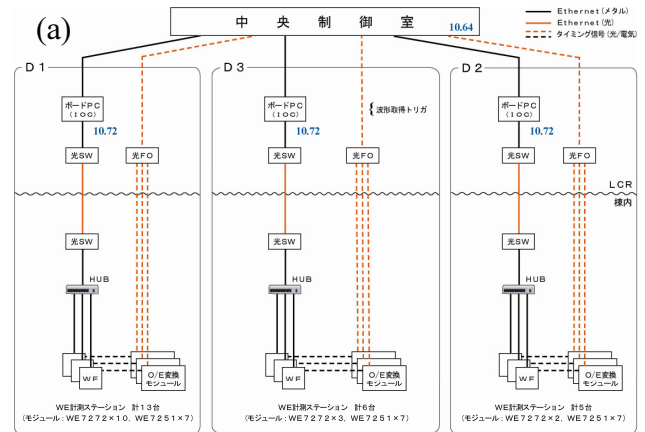 (a)
中央制御室
10.64
Ethernet(メタル)
Ethernet(光)
タイミング信号(光/電気)
D1
ボードPC
(IOC)
10.72
光SW
光FO
光SW
HUB
WF
O/E変換
モジュール
WE計測ステーション 計13台
(モジュール:WE7272×10, WE7251×7)
D3
ボードPC
(IOC)
10.72
波形取得トリガ
光SW
光FO
光SW
HUB
WF
O/E変換
モジュール
WE計測ステーション 計6台
(モジュール:WE7272×3, WE7251×7)
D2
ボードPC
(IOC)
10.72
光SW
光FO
LCR
棟内
光SW
HUB
WF
O/E変換
モジュール
WE計測ステーション 計5台
(モジュール:WE7272×2, WE7251×7)